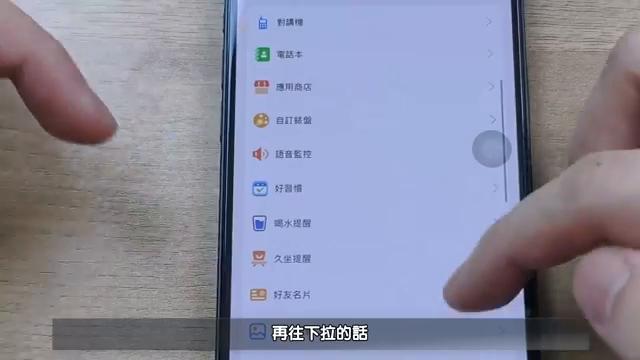 對講機
電話本
應用商店
自訂錶盤
語音監控
好習慣
喝水提醒
久坐提醒
好友名片
再往下拉的話